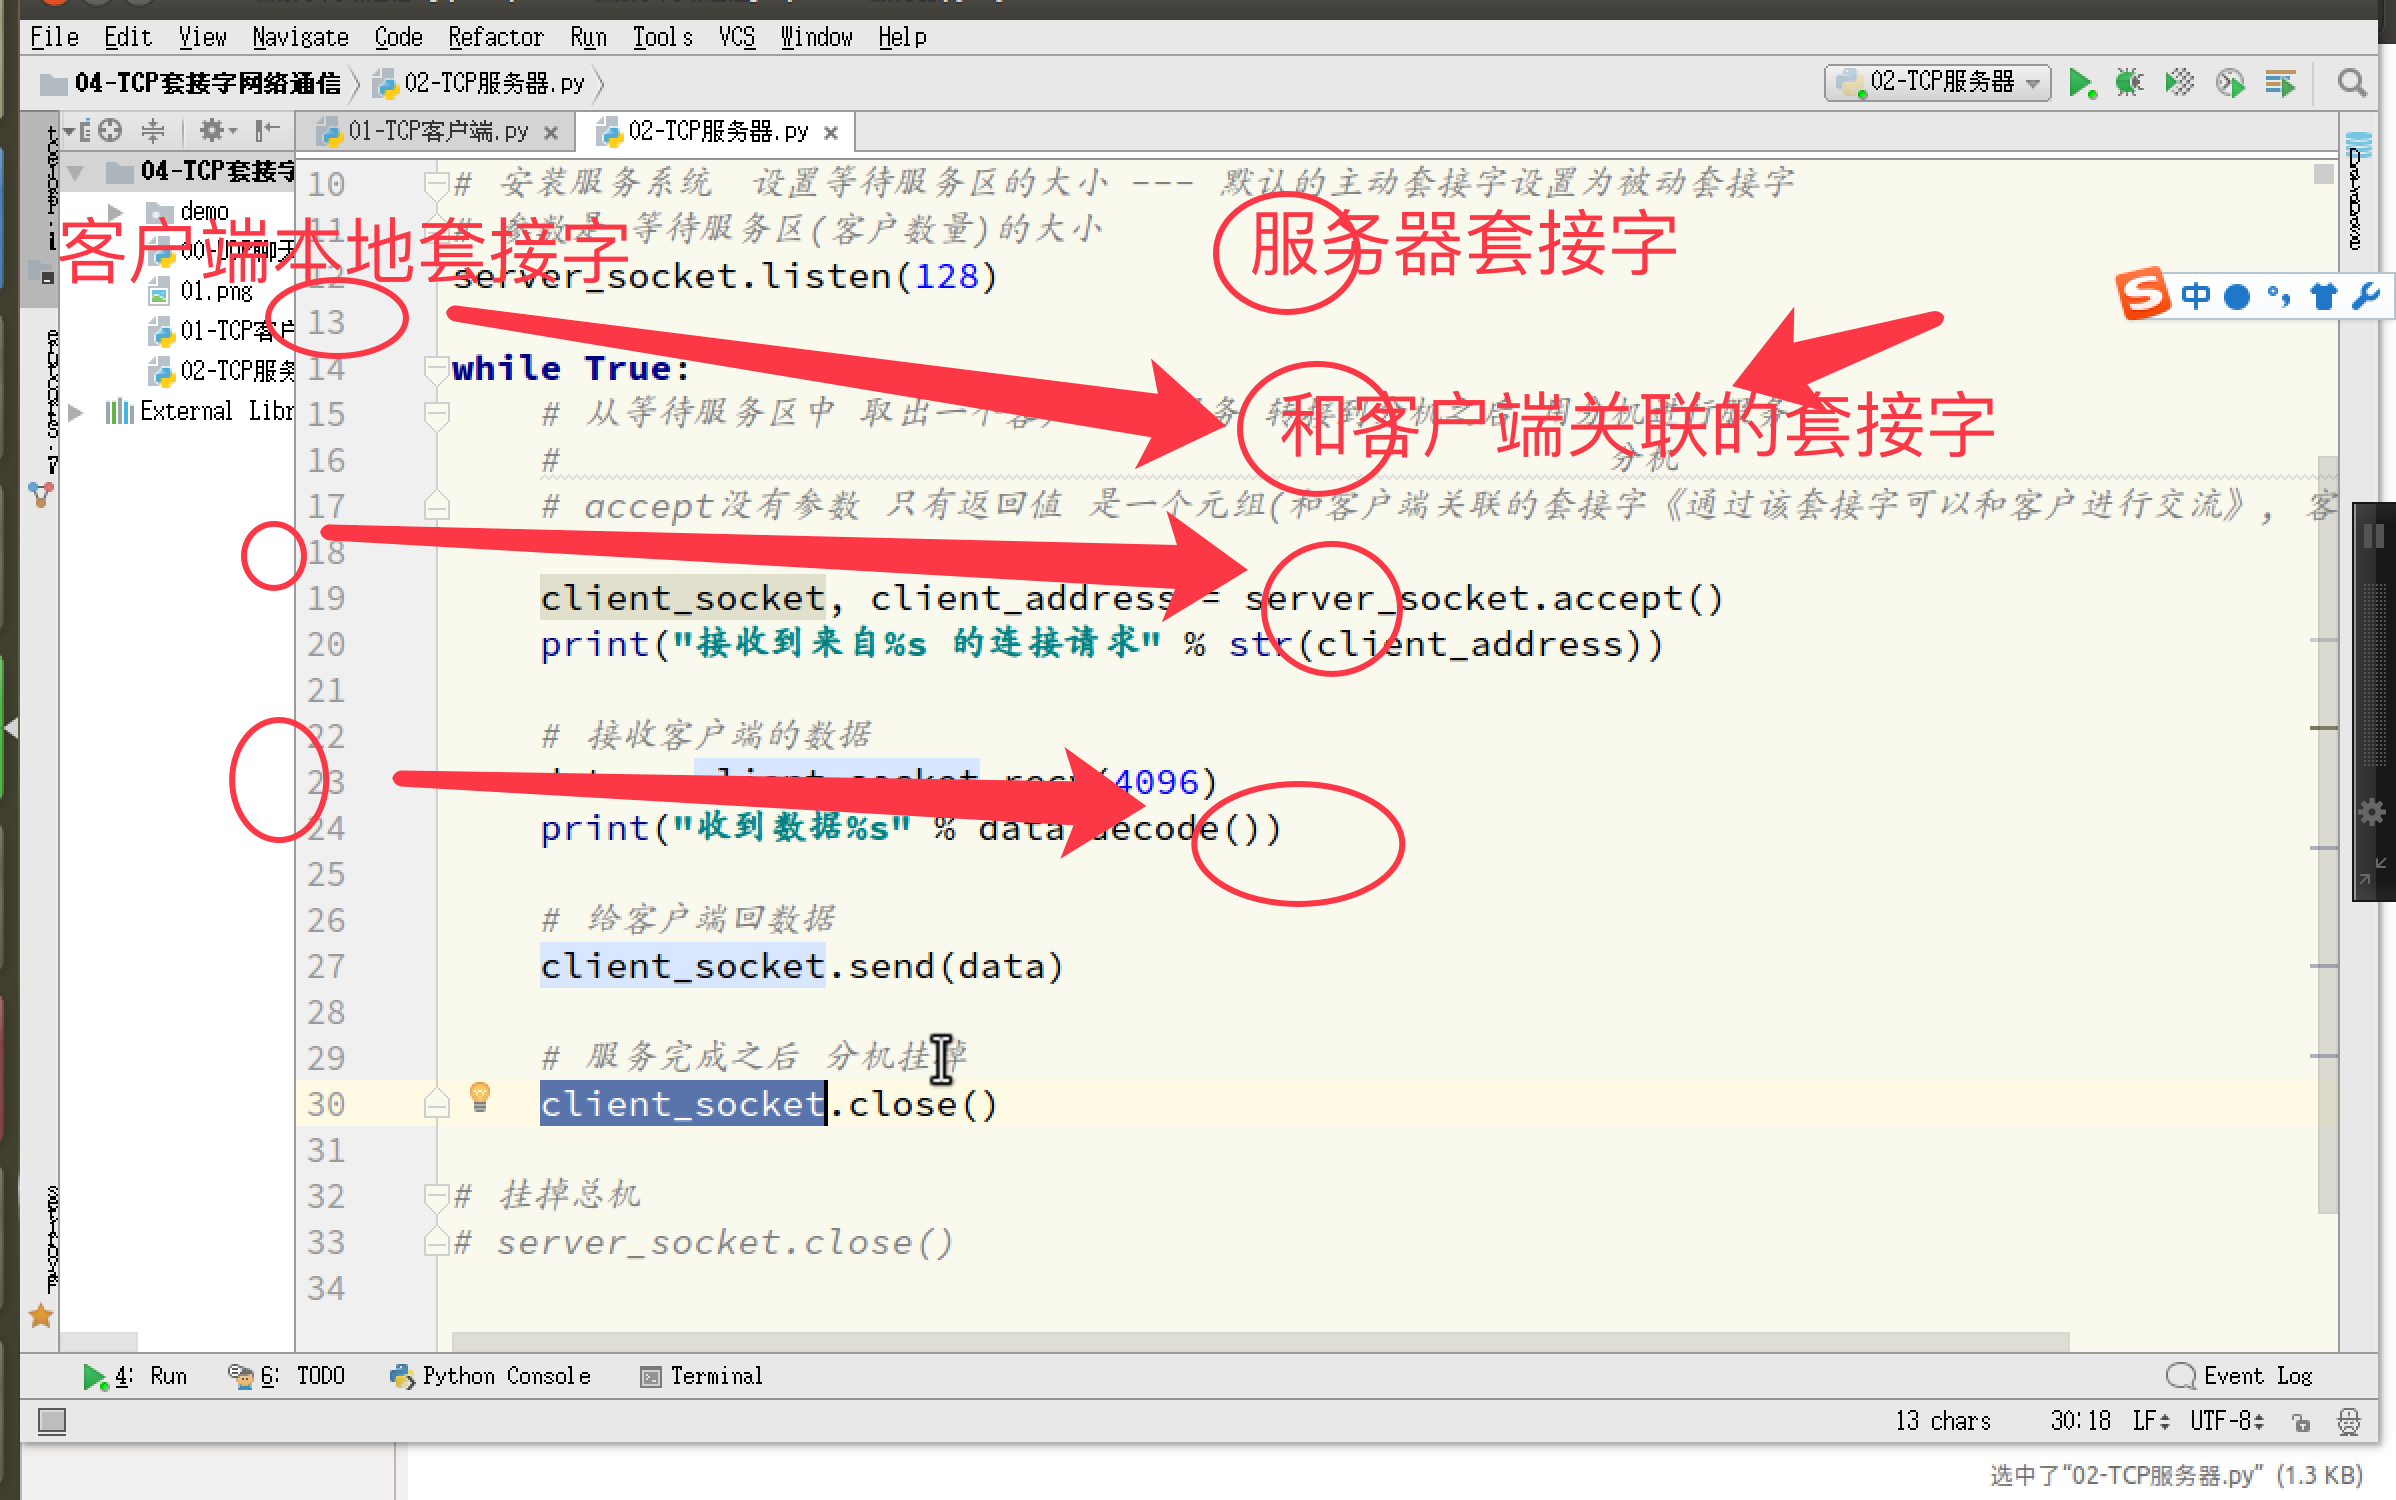 File Edit View Navigate Code Refactor Run Tools VCS Window Help
04-TCP套接字网络通信 02-TCP服务器.py 02-TCP服务器
01-TCP客户端.py 02-TCP服务器.py
04-TCP套接字
demo
01.png
01-TCP客户
02-TCP服务
External Libr
Database
客户端本地套接字
服务器套接字
和客户端关联的套接字
中
10 # 安装服务系统 设置等待服务区的大小 --- 默认的主动套接字设置为被动套接字
11 # 参数是 等待服务区(客户数量)的大小
12 server_socket.listen(128)
13
14 while True:
15 # 从等待服务区中 取出一个客户 服务 转接到分机之后 用分机进行服务
16 # 分机
17 # accept没有参数 只有返回值 是一个元组(和客户端关联的套接字《通过该套接字可以和客户进行交流》, 客
18
19 client_socket, client_address = server_socket.accept()
20 print("接收到来自%s 的连接请求" % str(client_address))
21
22 # 接收客户端的数据
23 client_socket.recv(4096)
24 print("收到数据%s" % data.decode())
25
26 # 给客户端回数据
27 client_socket.send(data)
28
29 # 服务完成之后 分机挂掉
30 client_socket.close()
31
32 # 挂掉总机
33 # server_socket.close()
34
4: Run 6: TODO Python Console Terminal Event Log
13 chars 30:18 LF UTF-8
选中了"02-TCP服务器.py" (1.3 KB)